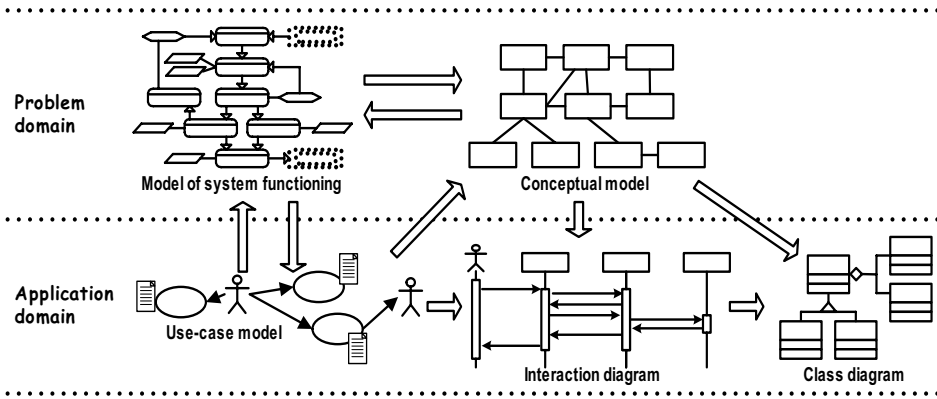 Problem
domain
Model of system functioning
Conceptual model
Application
domain
Use-case model
Interaction diagram
Class diagram